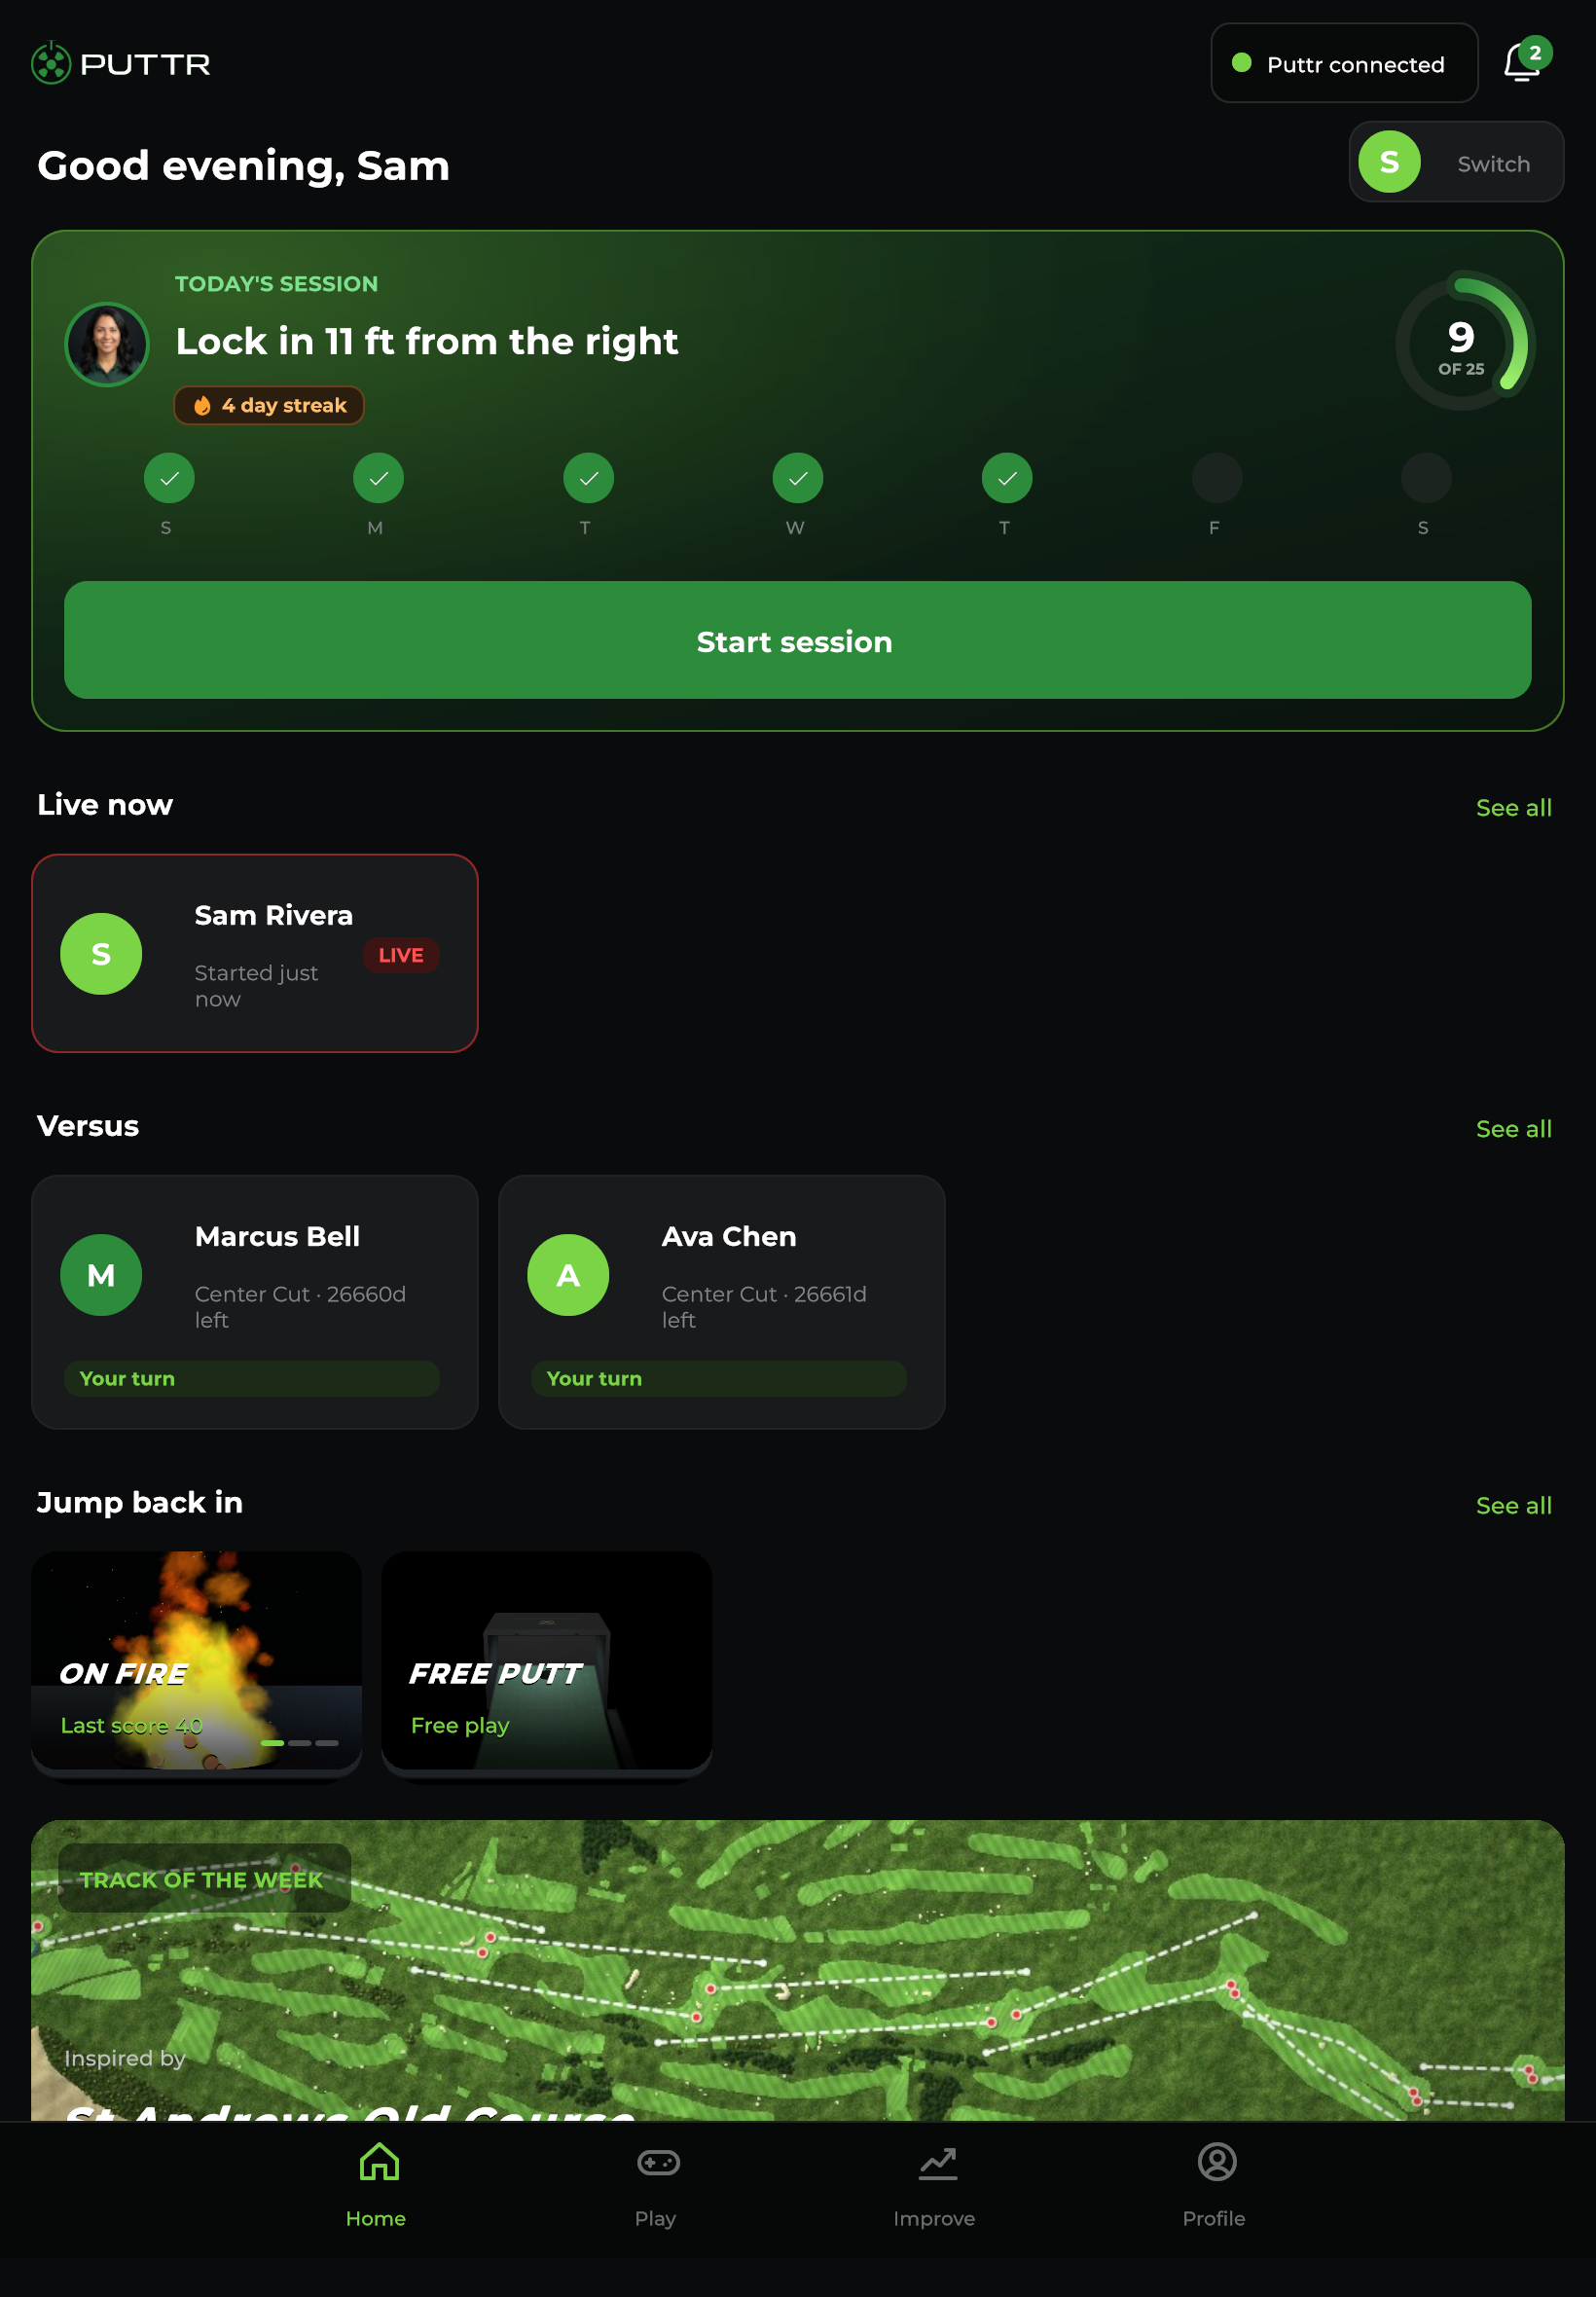 PUTTR
Puttr connected
2
Good evening, Sam
S
Switch
TODAY'S SESSION
Lock in 11 ft from the right
4 day streak
9
OF 25
S
M
T
W
T
F
S
Start session
Live now
See all
S
Sam Rivera
Started just
now
LIVE
Versus
See all
M
Marcus Bell
Center Cut · 26660d
left
Your turn
A
Ava Chen
Center Cut · 26661d
left
Your turn
Jump back in
See all
ON FIRE
Last score 40
FREE PUTT
Free play
TRACK OF THE WEEK
Inspired by
St Andrews Old Course
Home
Play
Improve
Profile